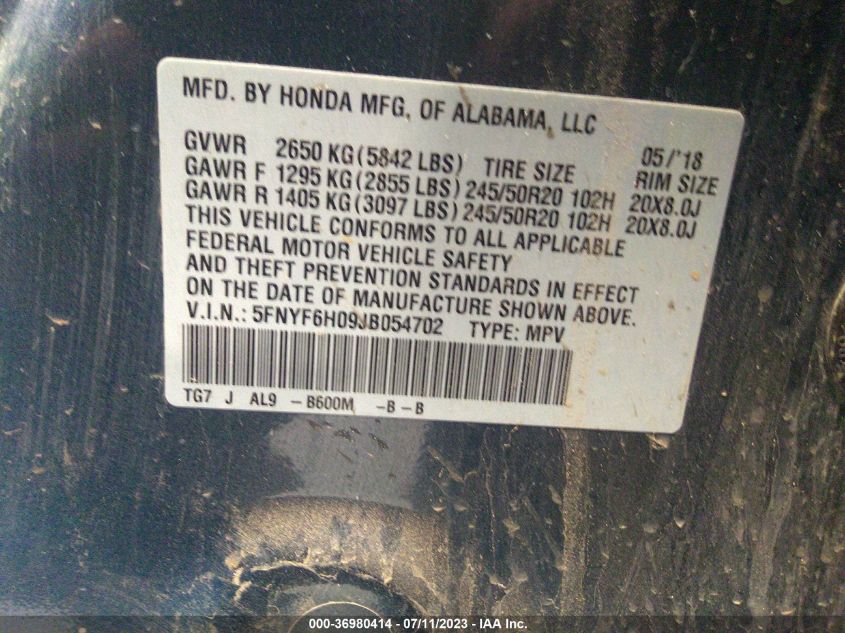 MFD. BY HONDA MFG. OF ALABAMA, LLC
GVWR 2650 KG (5842 LBS) TIRE SIZE 05/'18 RIM SIZE
GAWR F 1295 KG (2855 LBS) 245/50R20 102H 20X8.0J
GAWR R 1405 KG (3097 LBS) 245/50R20 102H 20X8.0J
THIS VEHICLE CONFORMS TO ALL APPLICABLE
FEDERAL MOTOR VEHICLE SAFETY
AND THEFT PREVENTION STANDARDS IN EFFECT
ON THE DATE OF MANUFACTURE SHOWN ABOVE.
V.I.N.: 5FNYF6H09JB054702 TYPE: MPV
TG7 J AL9 - B600M - B - B
000-36980414 - 07/11/2023 - IAA Inc.